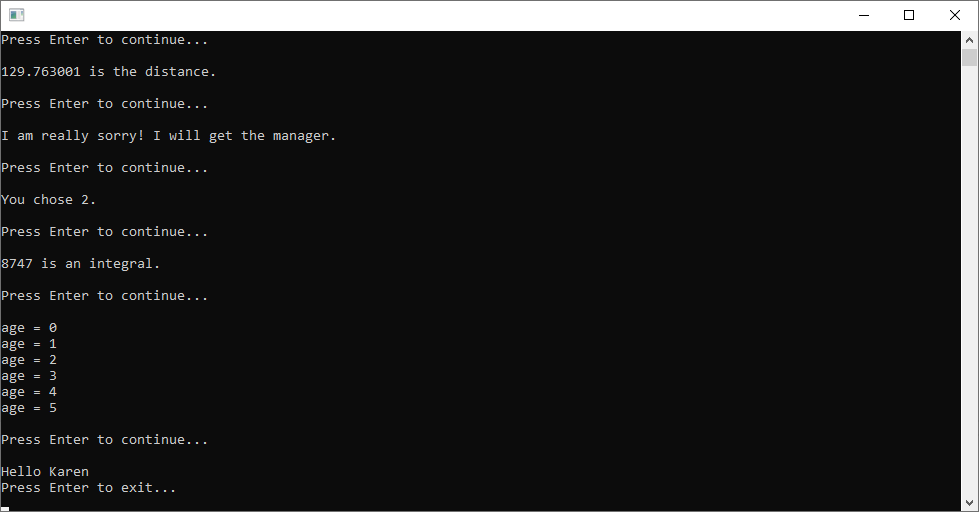 Press Enter to continue...
129.763001 is the distance.
Press Enter to continue...
I am really sorry! I will get the manager.
Press Enter to continue...
You chose 2.
Press Enter to continue...
8747 is an integral.
Press Enter to continue...
age = 0
age = 1
age = 2
age = 3
age = 4
age = 5
Press Enter to continue...
Hello Karen
Press Enter to exit...